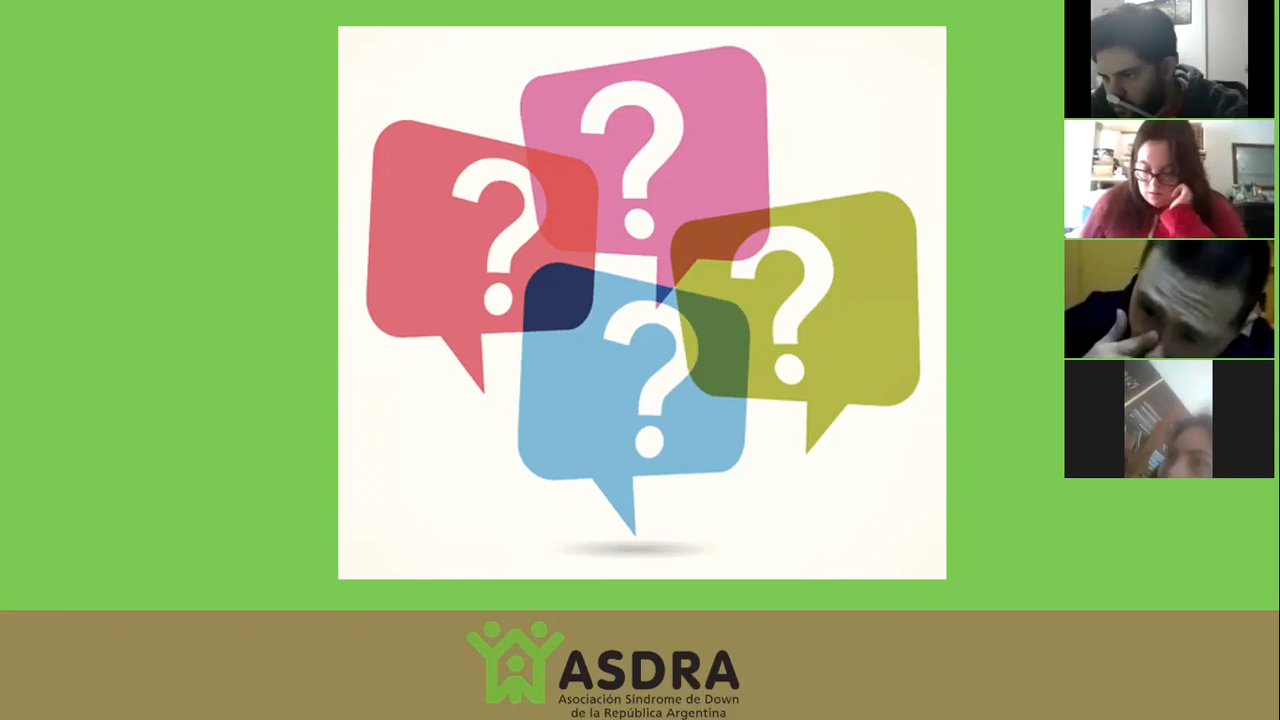 ?
?
?
?
ASDRA
Asociación Síndrome de Down
de la República Argentina